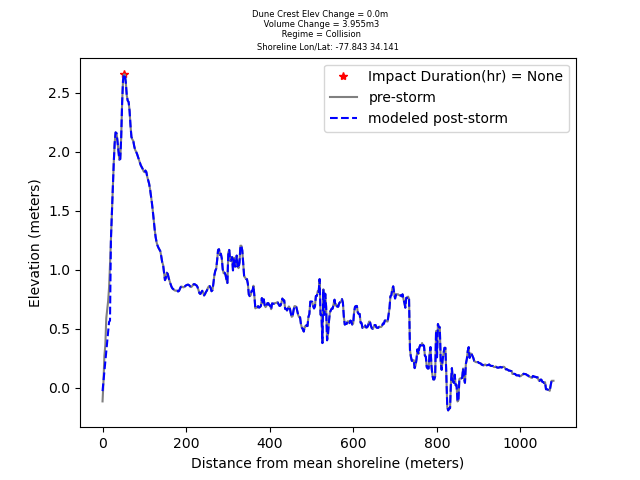 Dune Crest Elev Change = 0.0m
Volume Change = 3.955m3
Regime = Collision
Shoreline Lon/Lat: -77.843 34.141
Impact Duration(hr) = None
pre-storm
modeled post-storm
2.5
2.0
1.5
1.0
0.5
0.0
Elevation (meters)
0 200 400 600 800 1000
Distance from mean shoreline (meters)